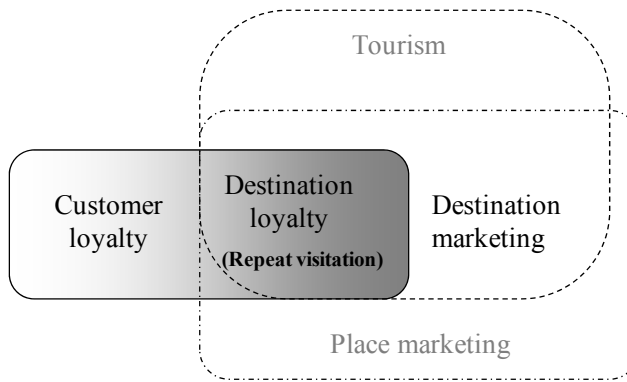 Tourism
Customer
loyalty
Destination
loyalty
(Repeat visitation)
Destination
marketing
Place marketing